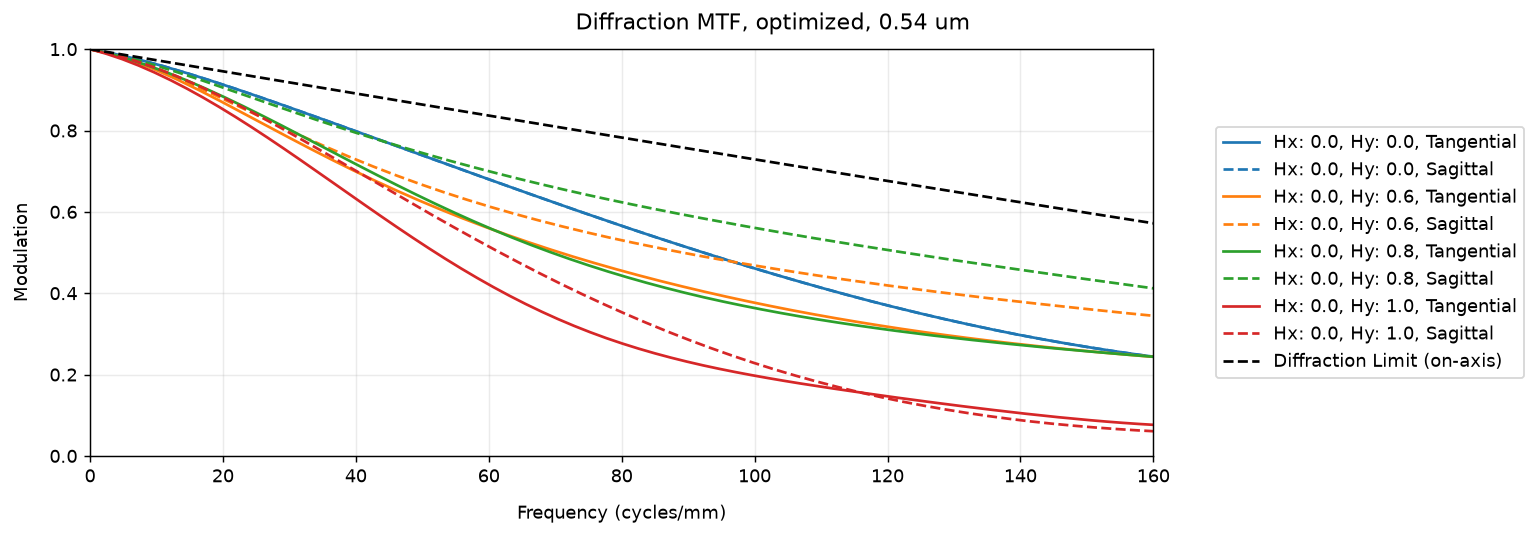 Diffraction MTF, optimized, 0.54 um
1.0
0.8
0.6
0.4
0.2
0.0
Modulation
0 20 40 60 80 100 120 140 160
Frequency (cycles/mm)
Hx: 0.0, Hy: 0.0, Tangential
Hx: 0.0, Hy: 0.0, Sagittal
Hx: 0.0, Hy: 0.6, Tangential
Hx: 0.0, Hy: 0.6, Sagittal
Hx: 0.0, Hy: 0.8, Tangential
Hx: 0.0, Hy: 0.8, Sagittal
Hx: 0.0, Hy: 1.0, Tangential
Hx: 0.0, Hy: 1.0, Sagittal
Diffraction Limit (on-axis)